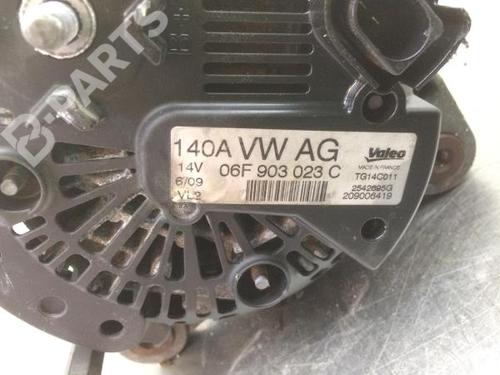 B-PARTS
B+
140A VW AG
Valeo
14V
06F 903 023 C
MADE IN FRANCE
TG14C011
6/09
2542695G
VL2
209006419